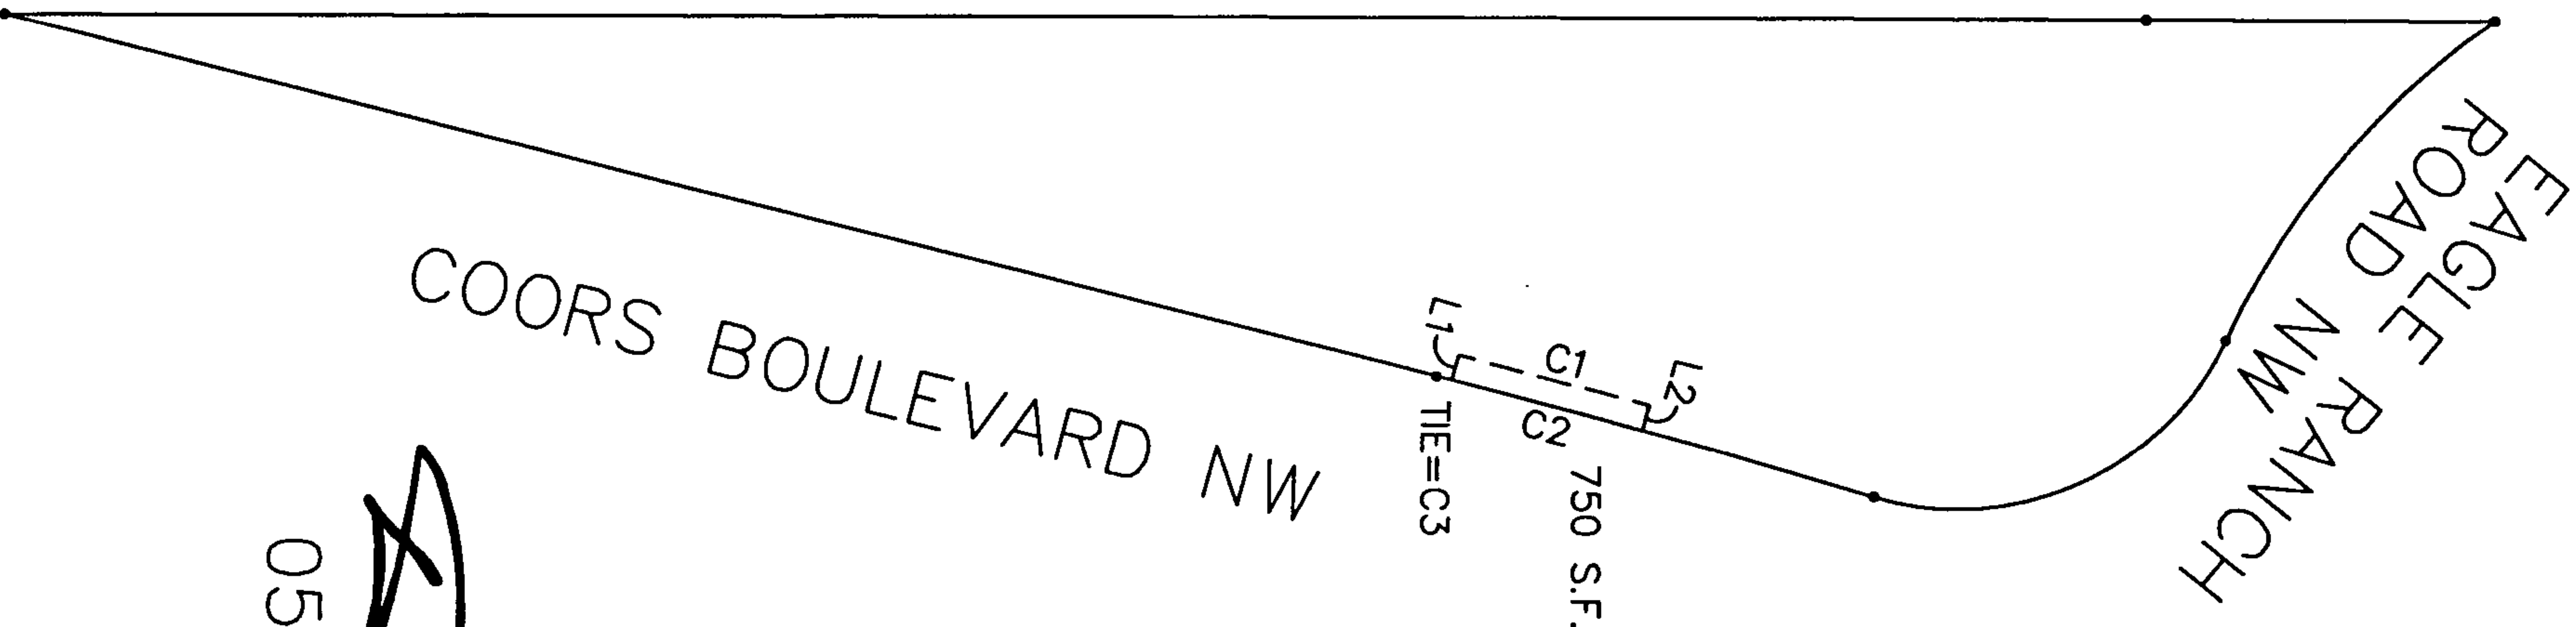 EAGLE RANCH
ROAD NW
COORS BOULEVARD NW
L1
C1
L2
C2
TIE=C3
750 S.F.
05